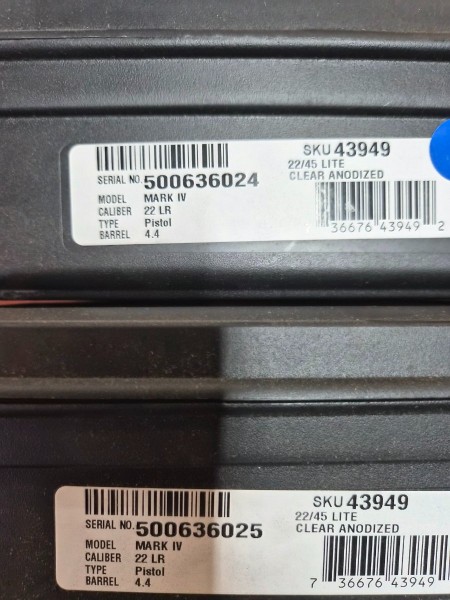 SKU 43949
SERIAL NO. 500636024
22/45 LITE
CLEAR ANODIZED
MODEL MARK IV
CALIBER 22 LR
TYPE Pistol
BARREL 4.4
36676 43949 2
SKU 43949
SERIAL NO. 500636025
22/45 LITE
CLEAR ANODIZED
MODEL MARK IV
CALIBER 22 LR
TYPE Pistol
BARREL 4.4
7 36676 43949